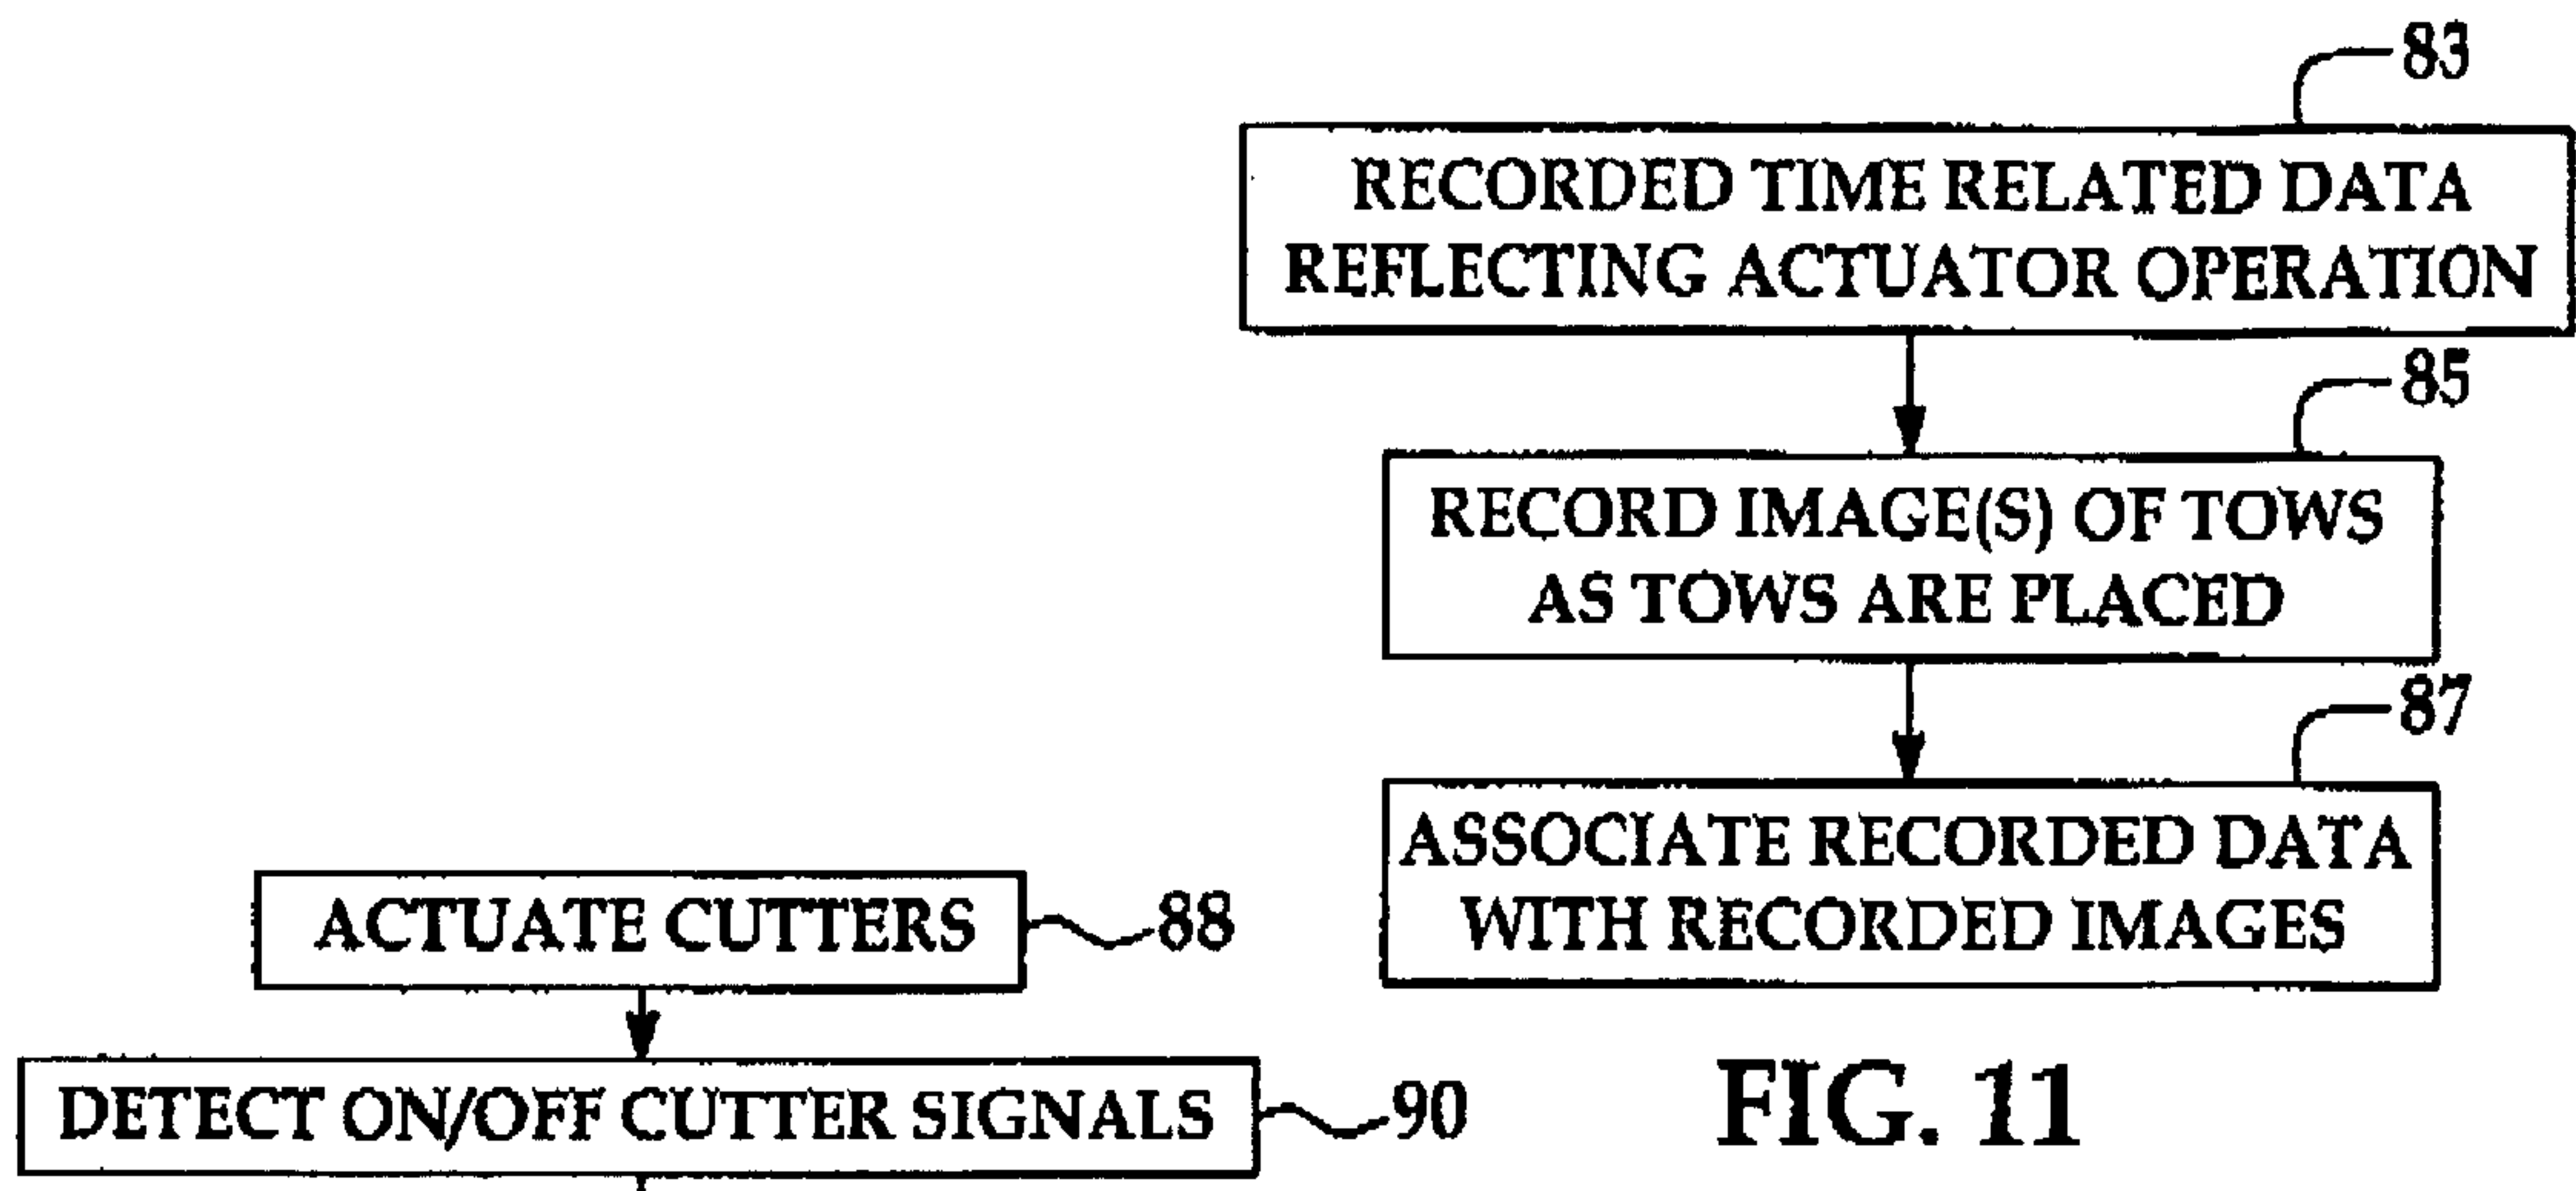 83
RECORDED TIME RELATED DATA
REFLECTING ACTUATOR OPERATION
85
RECORD IMAGE(S) OF TOWS
AS TOWS ARE PLACED
87
ASSOCIATE RECORDED DATA
WITH RECORDED IMAGES
FIG. 11
ACTUATE CUTTERS
88
DETECT ON/OFF CUTTER SIGNALS
90